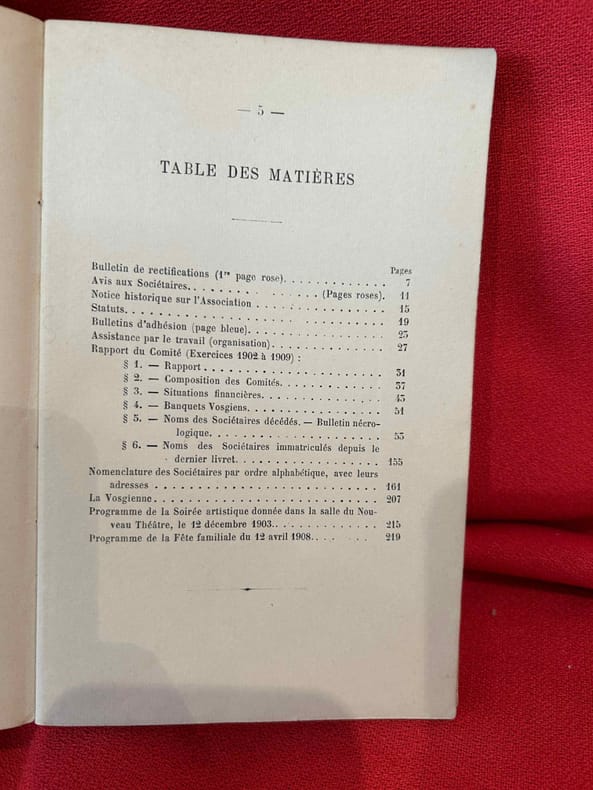 — 5 —
TABLE DES MATIÈRES
Pages
Bulletin de rectifications (1re page rose). . . . . . . . . . . . . 7
Avis aux Sociétaires. . . . . . . . . . . . . . (Pages roses). 11
Notice historique sur l'Association . . . . . . . . . . . . . 15
Statuts. . . . . . . . . . . . . . . . . . . . . . . . . . 19
Bulletins d'adhésion (page bleue). . . . . . . . . . . . . . 23
Assistance par le travail (organisation). . . . . . . . . . . . 27
Rapport du Comité (Exercices 1902 à 1909) :
§ 1. — Rapport . . . . . . . . . . . . . . . . . . . . 31
§ 2. — Composition des Comités. . . . . . . . . . . . 37
§ 3. — Situations financières. . . . . . . . . . . . . . 45
§ 4. — Banquets Vosgiens. . . . . . . . . . . . . . . 51
§ 5. — Noms des Sociétaires décédés. — Bulletin nécro-
logique. . . . . . . . . . . . . . . . . . . . 55
§ 6. — Noms des Sociétaires immatriculés depuis le
dernier livret. . . . . . . . . . . . . . . . . . 155
Nomenclature des Sociétaires par ordre alphabétique, avec leurs
adresses . . . . . . . . . . . . . . . . . . . . . . . . 161
La Vosgienne. . . . . . . . . . . . . . . . . . . . . . . . 207
Programme de la Soirée artistique donnée dans la salle du Nou-
veau Théâtre, le 12 décembre 1903.. . . . . . . . . . . . 215
Programme de la Fête familiale du 12 avril 1908.. . . . . 219